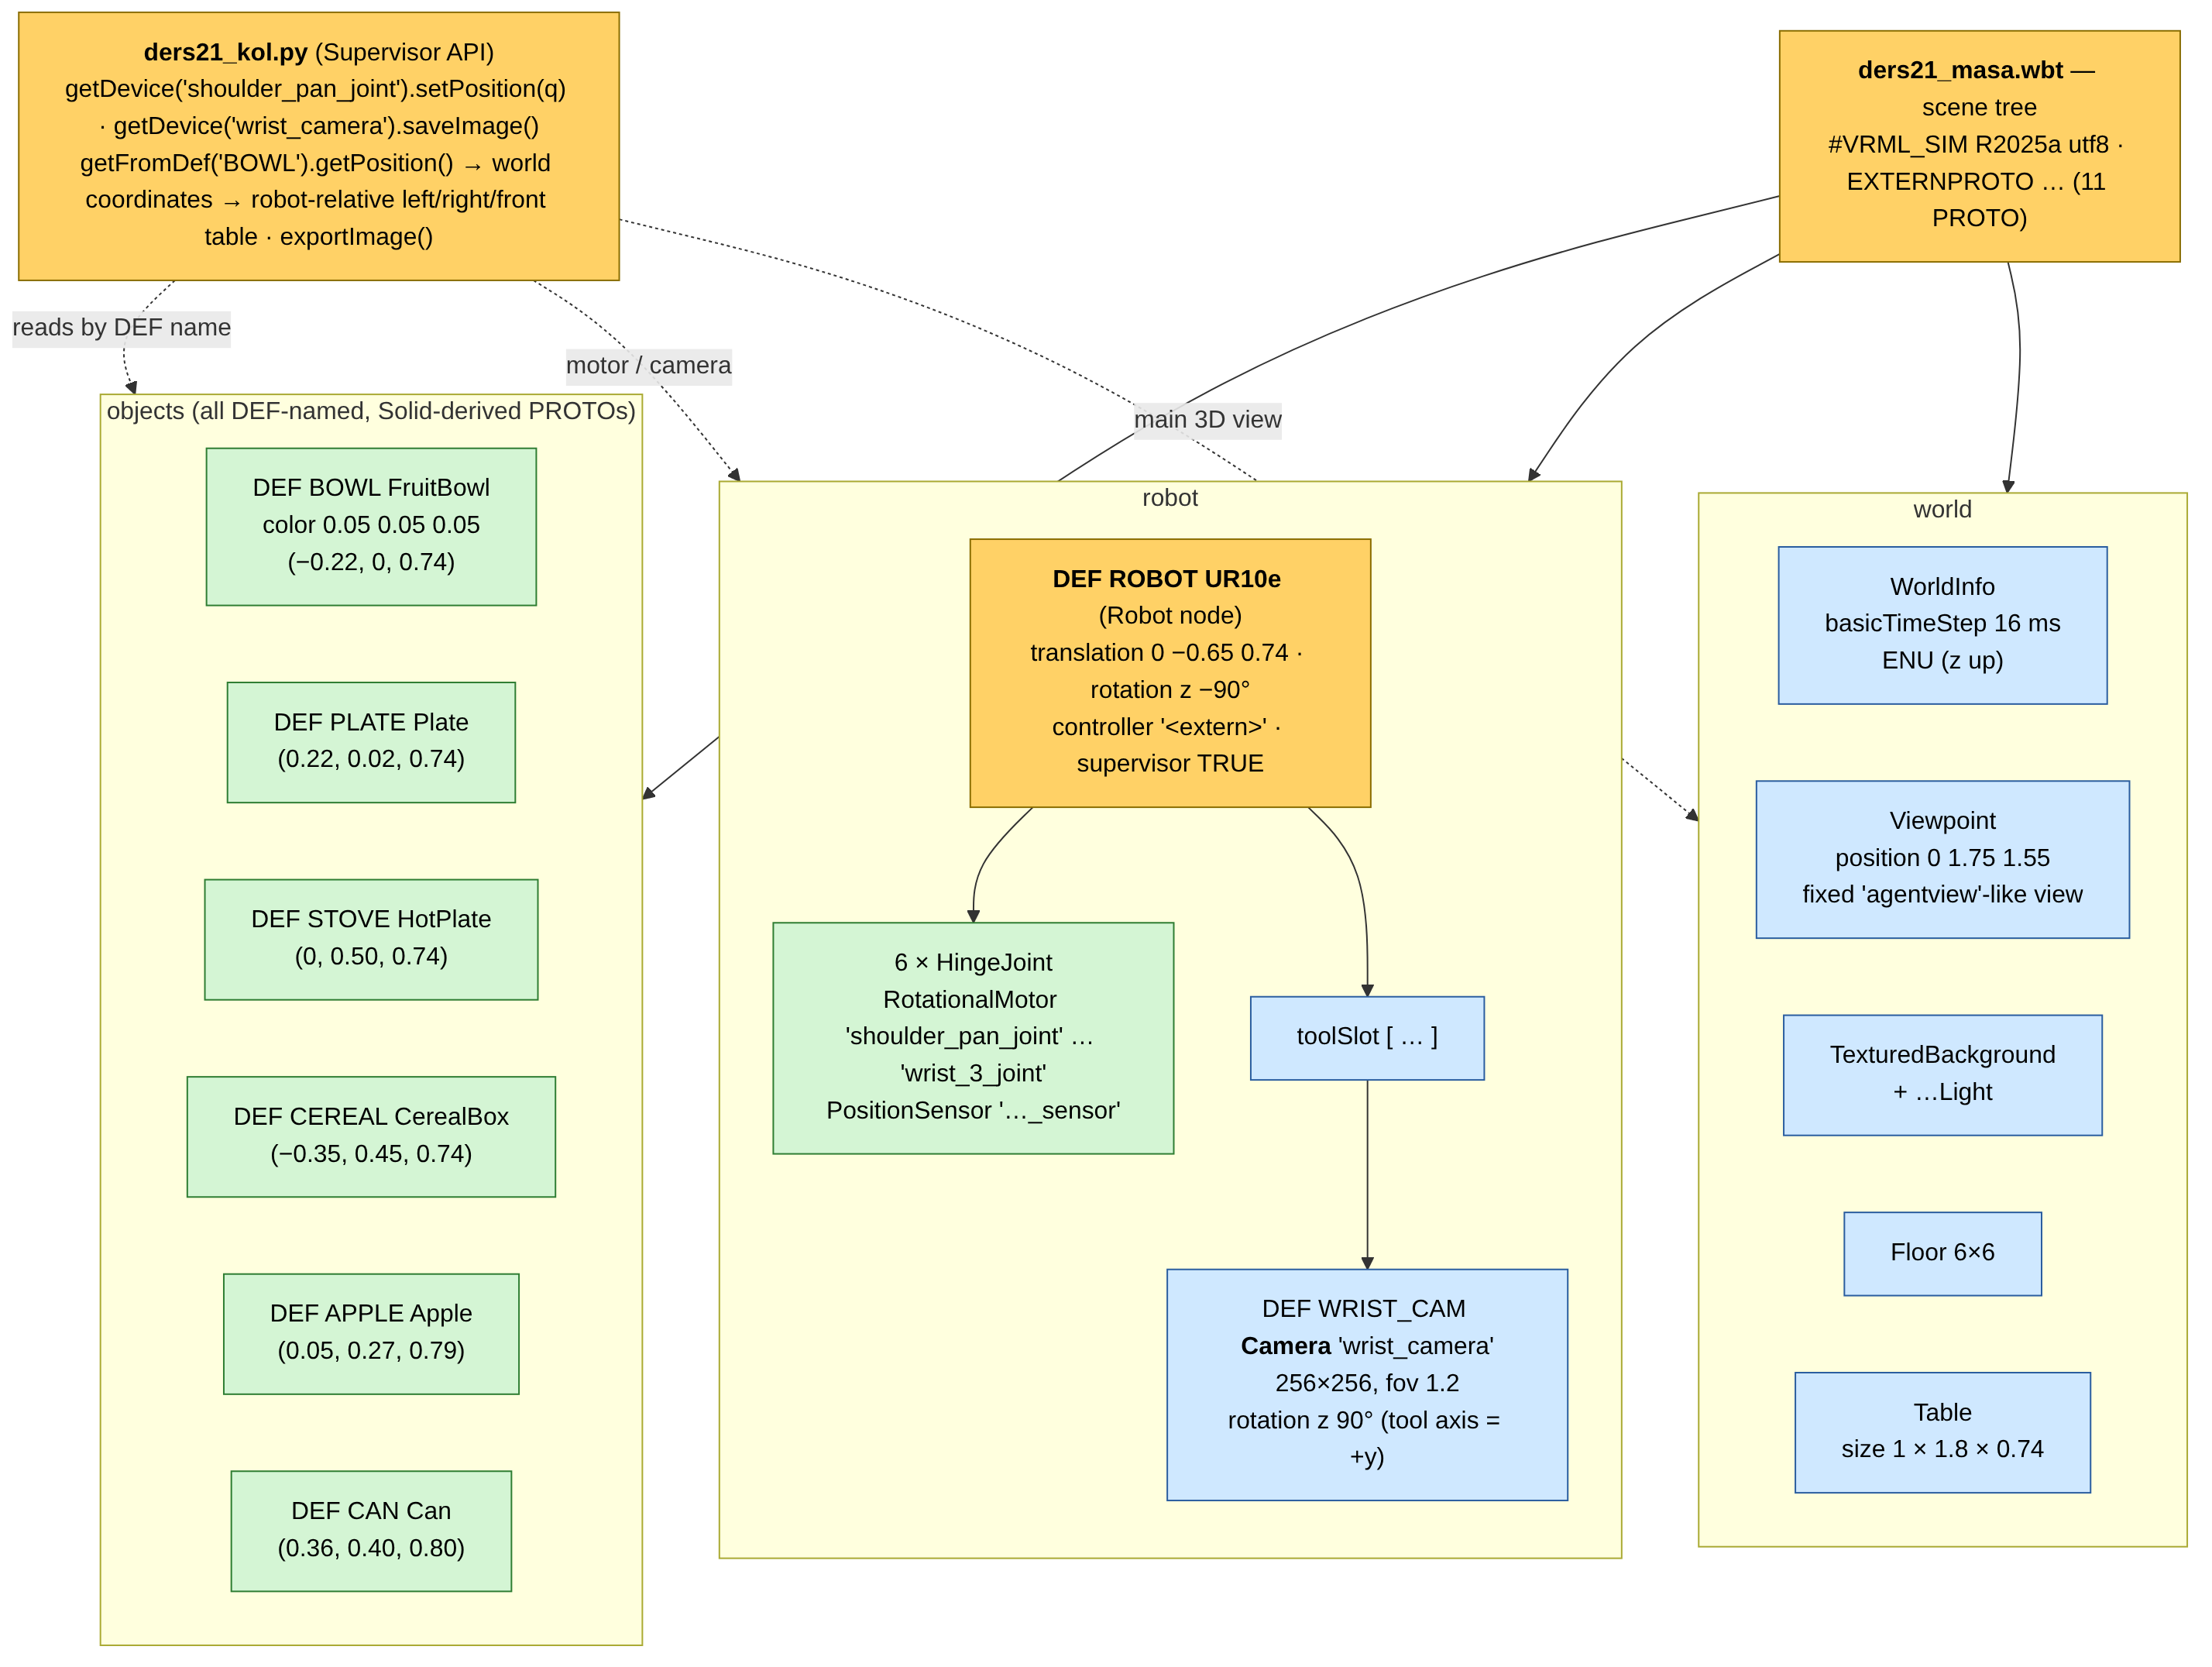 ders21_kol.py (Supervisor API)
getDevice('shoulder_pan_joint').setPosition(q)
· getDevice('wrist_camera').saveImage()
getFromDef('BOWL').getPosition() → world
coordinates → robot-relative left/right/front
table · exportImage()
ders21_masa.wbt —
scene tree
#VRML_SIM R2025a utf8 ·
EXTERNPROTO … (11
PROTO)
reads by DEF name
motor / camera
main 3D view
objects (all DEF-named, Solid-derived PROTOs)
DEF BOWL FruitBowl
color 0.05 0.05 0.05
(−0.22, 0, 0.74)
DEF PLATE Plate
(0.22, 0.02, 0.74)
DEF STOVE HotPlate
(0, 0.50, 0.74)
DEF CEREAL CerealBox
(−0.35, 0.45, 0.74)
DEF APPLE Apple
(0.05, 0.27, 0.79)
DEF CAN Can
(0.36, 0.40, 0.80)
robot
DEF ROBOT UR10e
(Robot node)
translation 0 −0.65 0.74 ·
rotation z −90°
controller '<extern>' ·
supervisor TRUE
6 × HingeJoint
RotationalMotor
'shoulder_pan_joint' …
'wrist_3_joint'
PositionSensor '…_sensor'
toolSlot [ … ]
DEF WRIST_CAM
Camera 'wrist_camera'
256×256, fov 1.2
rotation z 90° (tool axis =
+y)
world
WorldInfo
basicTimeStep 16 ms
ENU (z up)
Viewpoint
position 0 1.75 1.55
fixed 'agentview'-like view
TexturedBackground
+ …Light
Floor 6×6
Table
size 1 × 1.8 × 0.74